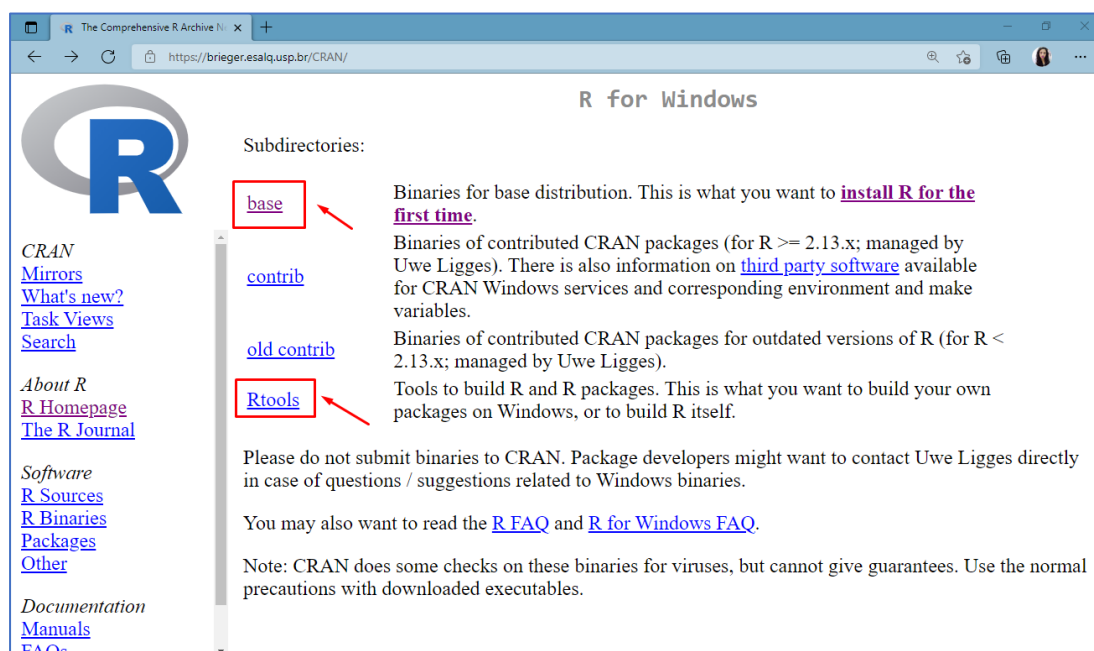 The Comprehensive R Archive N
https://brieger.esalq.usp.br/CRAN/
R
R for Windows
Subdirectories:
base
Binaries for base distribution. This is what you want to install R for the
first time.
contrib
Binaries of contributed CRAN packages (for R >= 2.13.x; managed by
Uwe Ligges). There is also information on third party software available
for CRAN Windows services and corresponding environment and make
variables.
old contrib
Binaries of contributed CRAN packages for outdated versions of R (for R <
2.13.x; managed by Uwe Ligges).
Rtools
Tools to build R and R packages. This is what you want to build your own
packages on Windows, or to build R itself.
Please do not submit binaries to CRAN. Package developers might want to contact Uwe Ligges directly
in case of questions / suggestions related to Windows binaries.
You may also want to read the R FAQ and R for Windows FAQ.
Note: CRAN does some checks on these binaries for viruses, but cannot give guarantees. Use the normal
precautions with downloaded executables.
CRAN
Mirrors
What's new?
Task Views
Search
About R
R Homepage
The R Journal
Software
R Sources
R Binaries
Packages
Other
Documentation
Manuals
FAQs